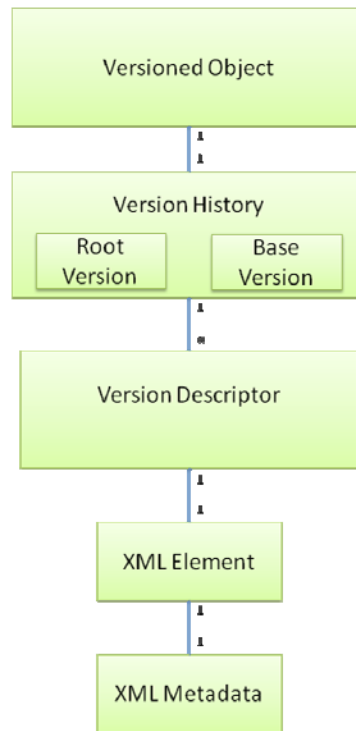 Versioned Object
1
1
Version History
Root
Version
Base
Version
1
Version Descriptor
1
1
XML Element
1
1
XML Metadata